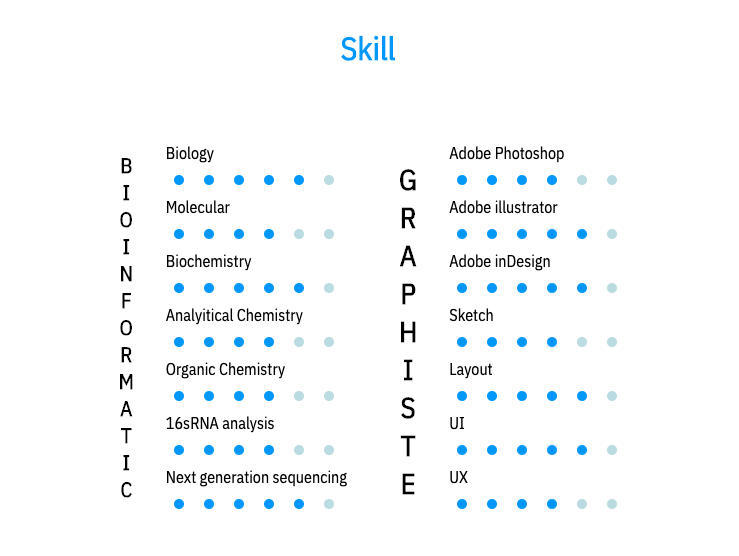 Skill
BIOINFORMATIC
Biology
Molecular
Biochemistry
Analyitical Chemistry
Organic Chemistry
16sRNA analysis
Next generation sequencing
GRAPHISTE
Adobe Photoshop
Adobe illustrator
Adobe inDesign
Sketch
Layout
UI
UX